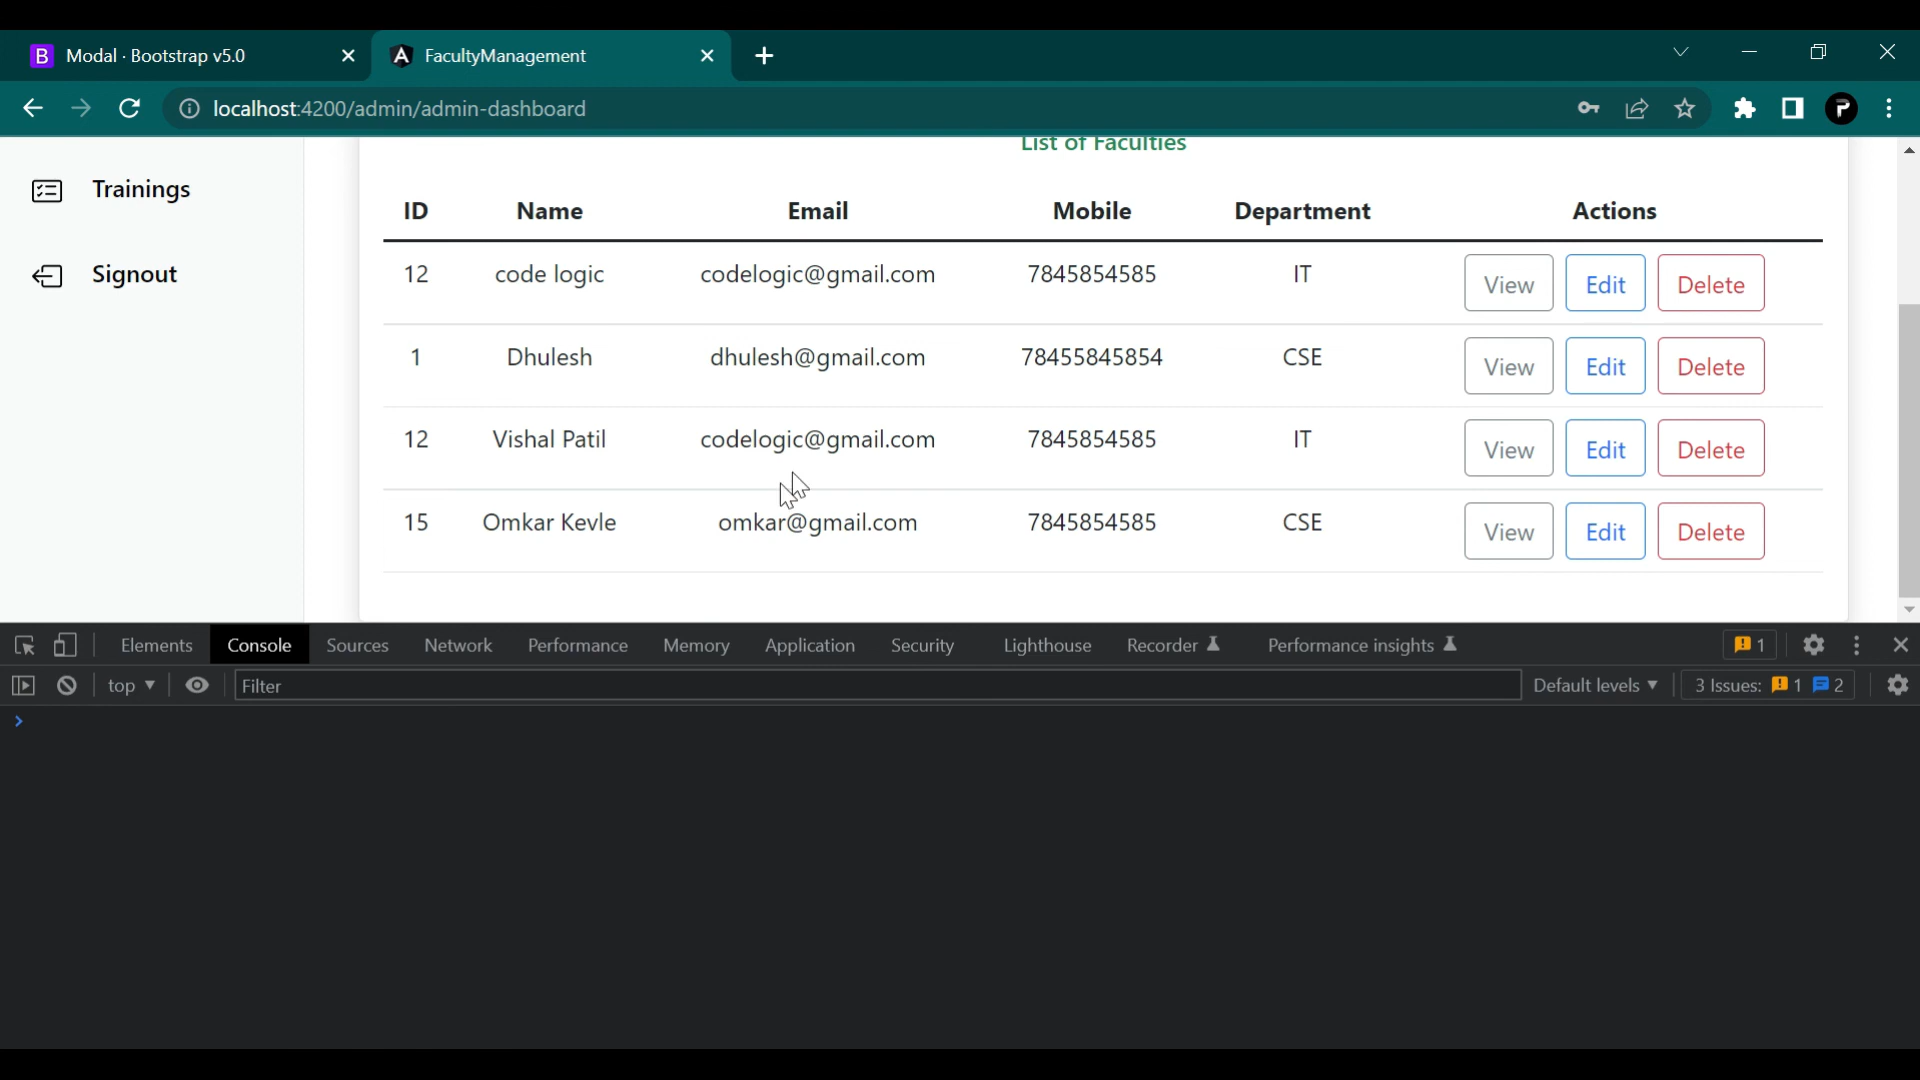 Modal · Bootstrap v5.0
FacultyManagement
localhost:4200/admin/admin-dashboard
List of Faculties
Trainings
Signout
ID Name Email Mobile Department Actions
12 code logic codelogic@gmail.com 7845854585 IT View Edit Delete
1 Dhulesh dhulesh@gmail.com 78455845854 CSE View Edit Delete
12 Vishal Patil codelogic@gmail.com 7845854585 IT View Edit Delete
15 Omkar Kevle omkar@gmail.com 7845854585 CSE View Edit Delete
Elements Console Sources Network Performance Memory Application Security Lighthouse Recorder Performance insights 1
top Filter Default levels 3 Issues: 1 2